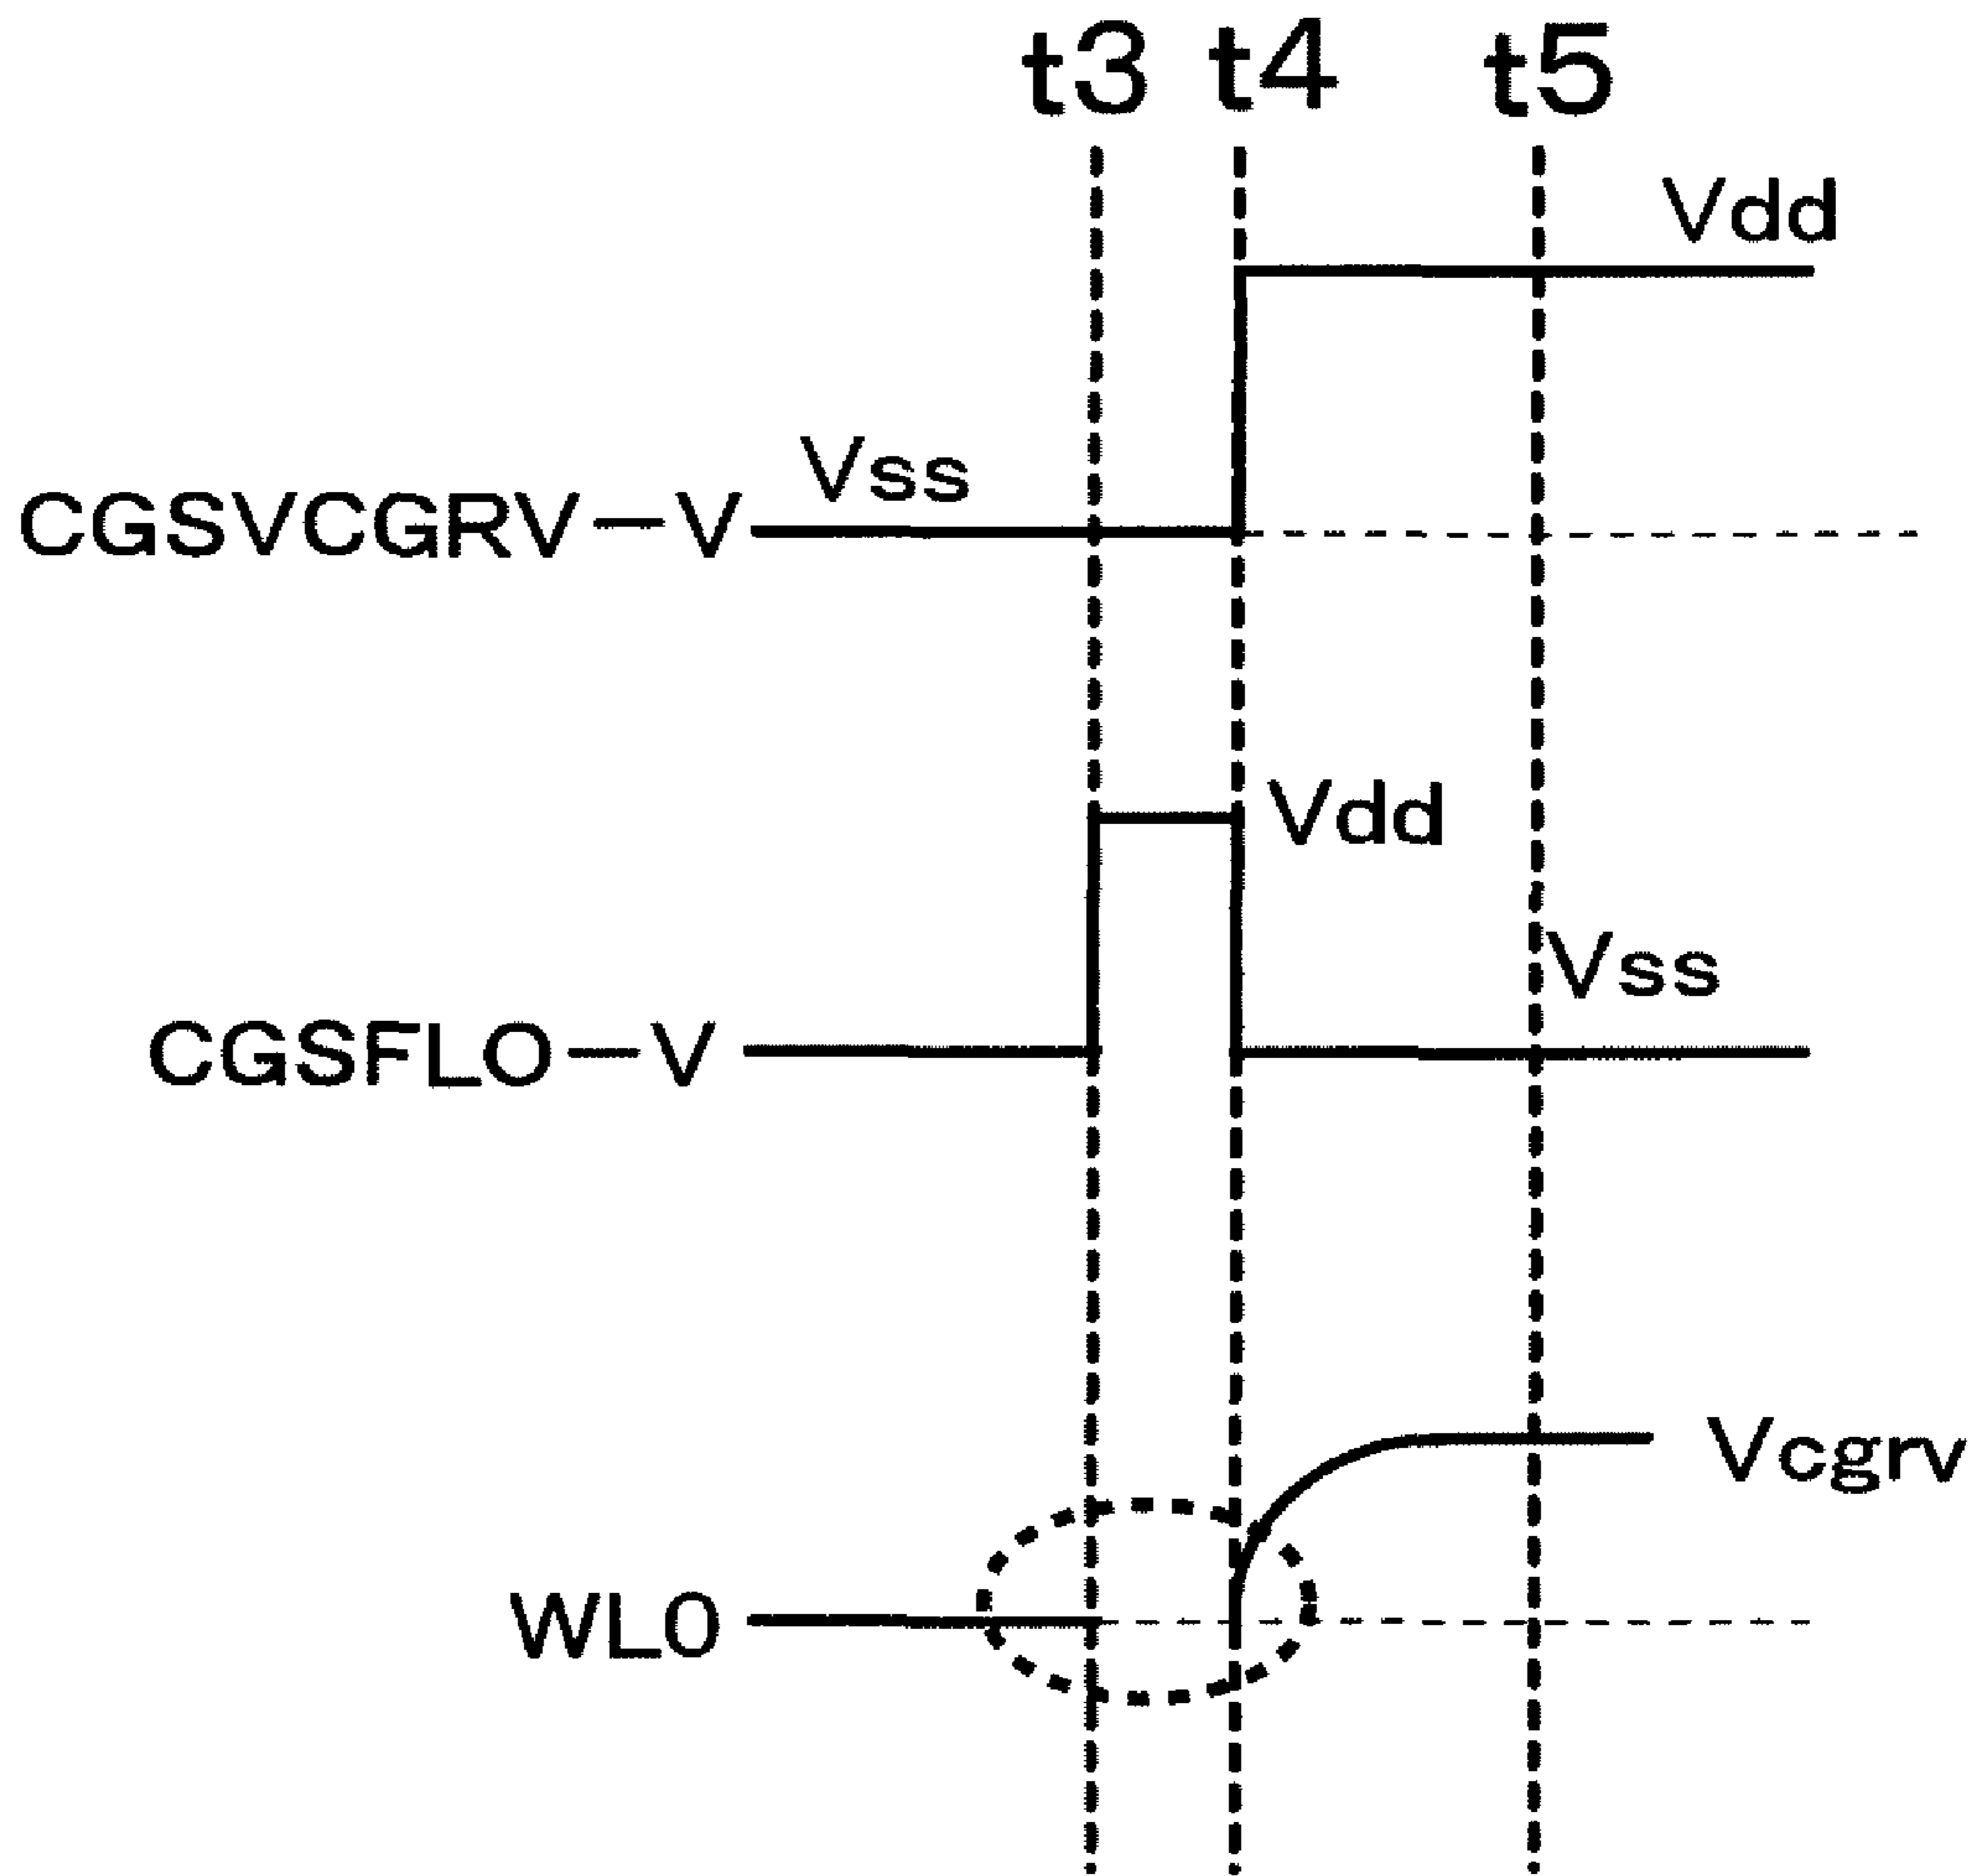 t3 t4 t5
Vdd
Vss
CGSVCGRV—V
Vdd
Vss
CGSFLO—V
Vcgrv
WL0